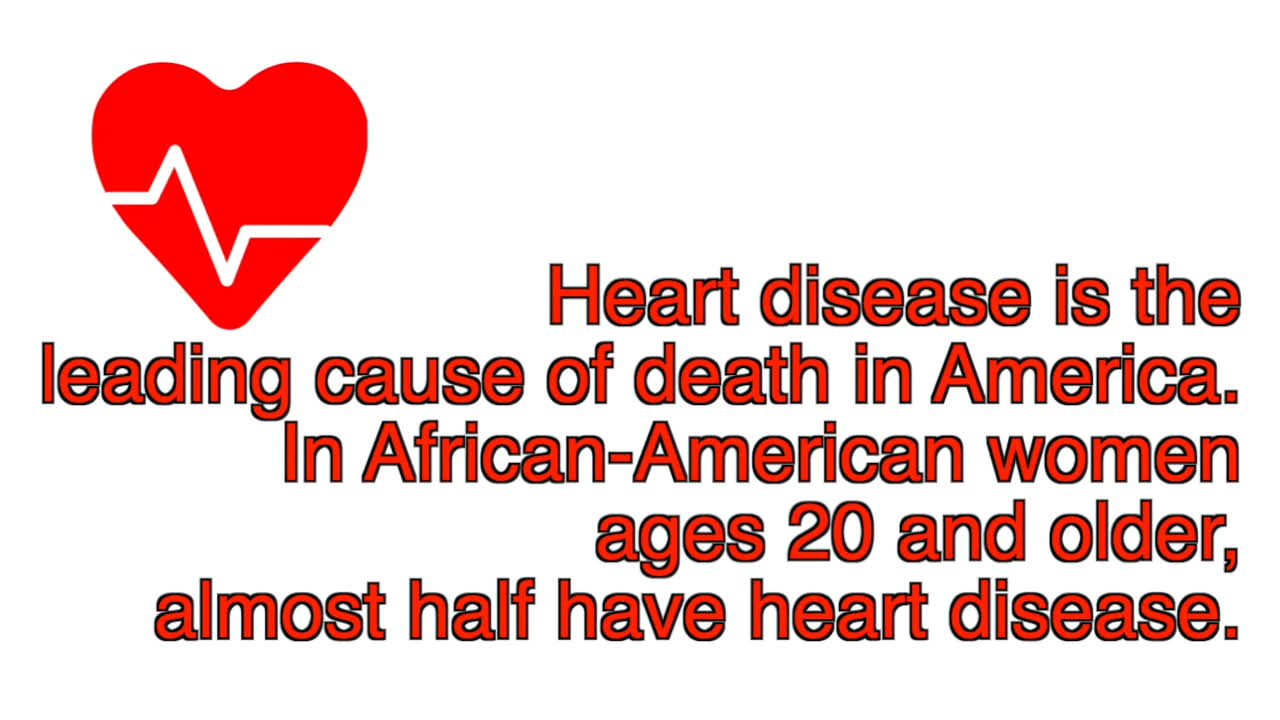 Heart disease is the
leading cause of death in America.
In African-American women
ages 20 and older,
almost half have heart disease.